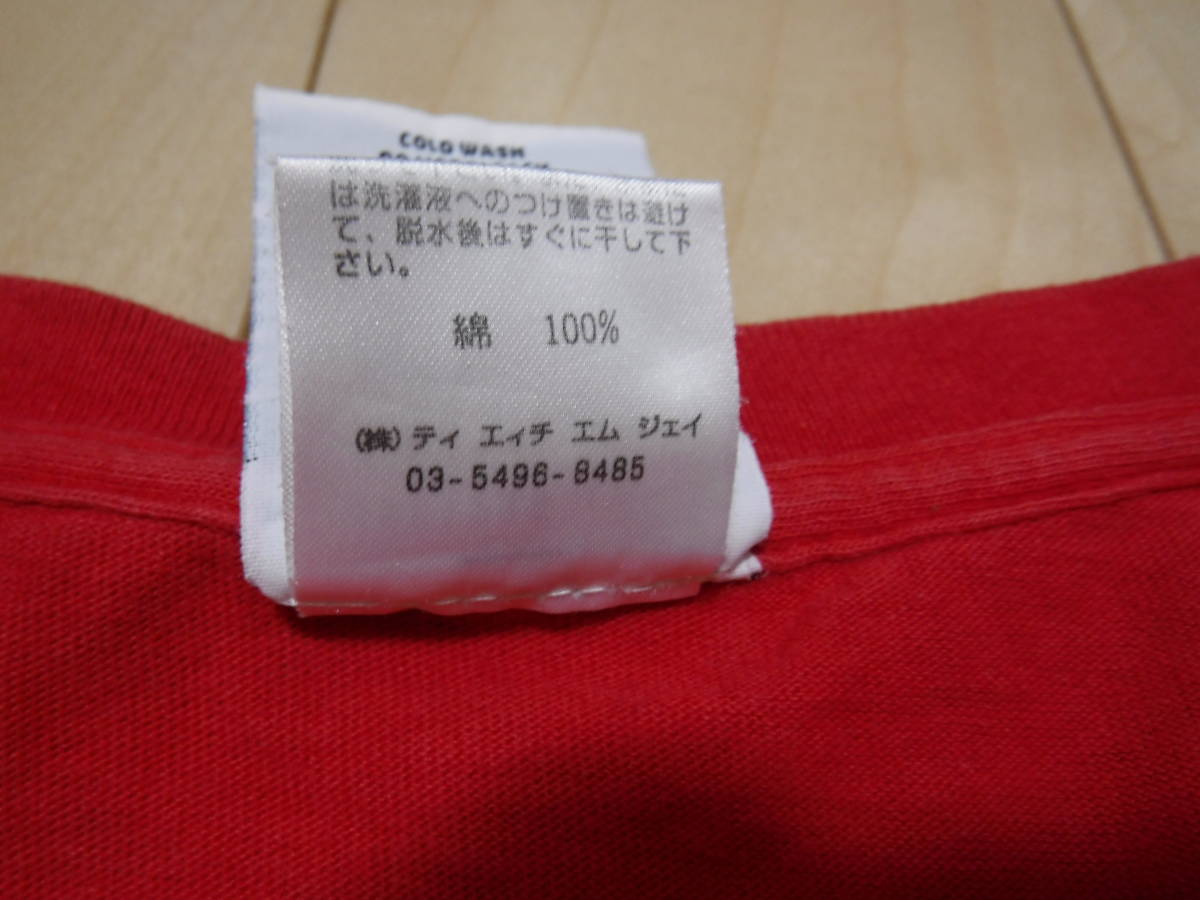 COLD WASH
は洗濯液へのつけ置きは避け
て、脱水後はすぐに干して下
さい。
綿 100%
(株) ティ エィチ エム ジェイ
03-5496-8485